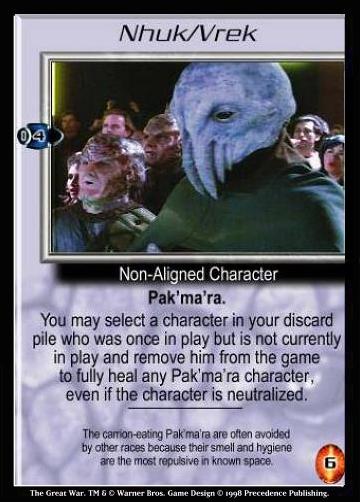 Nhuk/Vrek
04
Non-Aligned Character
Pak'ma'ra.
You may select a character in your discard
pile who was once in play but is not currently
in play and remove him from the game
to fully heal any Pak'ma'ra character,
even if the character is neutralized.
The carrion-eating Pak'ma'ra are often avoided
by other races because their smell and hygiene
are the most repulsive in known space.
6
The Great War. TM & © Warner Bros. Game Design © 1998 Precedence Publishing.